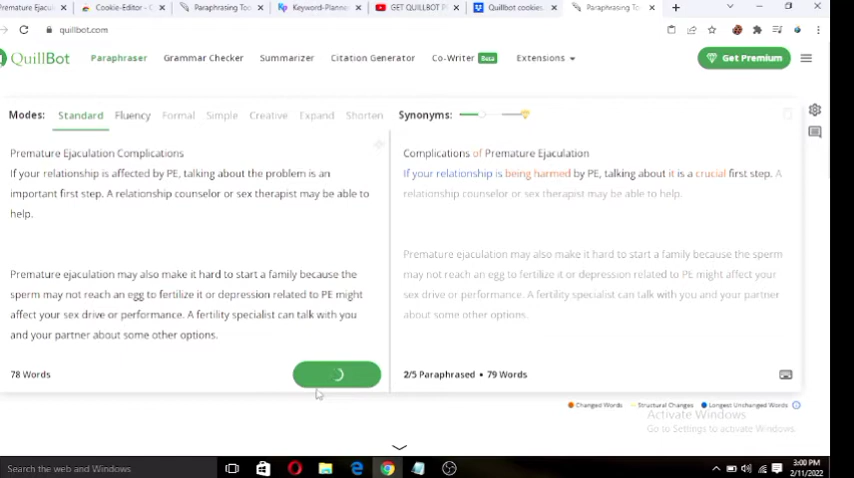 Premature Ejacu
Cookie-Editor - C
Paraphrasing Too
Keyword-Planne
GET QUILLBOT P
Quillbot cookies.
Paraphrasing To
quillbot.com
QuillBot
Paraphraser
Grammar Checker
Summarizer
Citation Generator
Co-Writer Beta
Extensions
Get Premium
Modes: Standard Fluency Formal Simple Creative Expand Shorten
Synonyms:
Premature Ejaculation Complications
If your relationship is affected by PE, talking about the problem is an
important first step. A relationship counselor or sex therapist may be able to
help.
Premature ejaculation may also make it hard to start a family because the
sperm may not reach an egg to fertilize it or depression related to PE might
affect your sex drive or performance. A fertility specialist can talk with you
and your partner about some other options.
78 Words
Complications of Premature Ejaculation
If your relationship is being harmed by PE, talking about it is a crucial first step. A
relationship counselor or sex therapist may be able to help.
Premature ejaculation may also make it hard to start a family because the sperm
may not reach an egg to fertilize it or depression related to PE might affect your
sex drive or performance. A fertility specialist can talk with you and your partner
about some other options.
2/5 Paraphrased • 79 Words
Changed Words
Structural Changes
Longest Unchanged Words
Activate Windows
Go to Settings to activate Windows.
Search the web and Windows
3:00 PM
2/11/2022